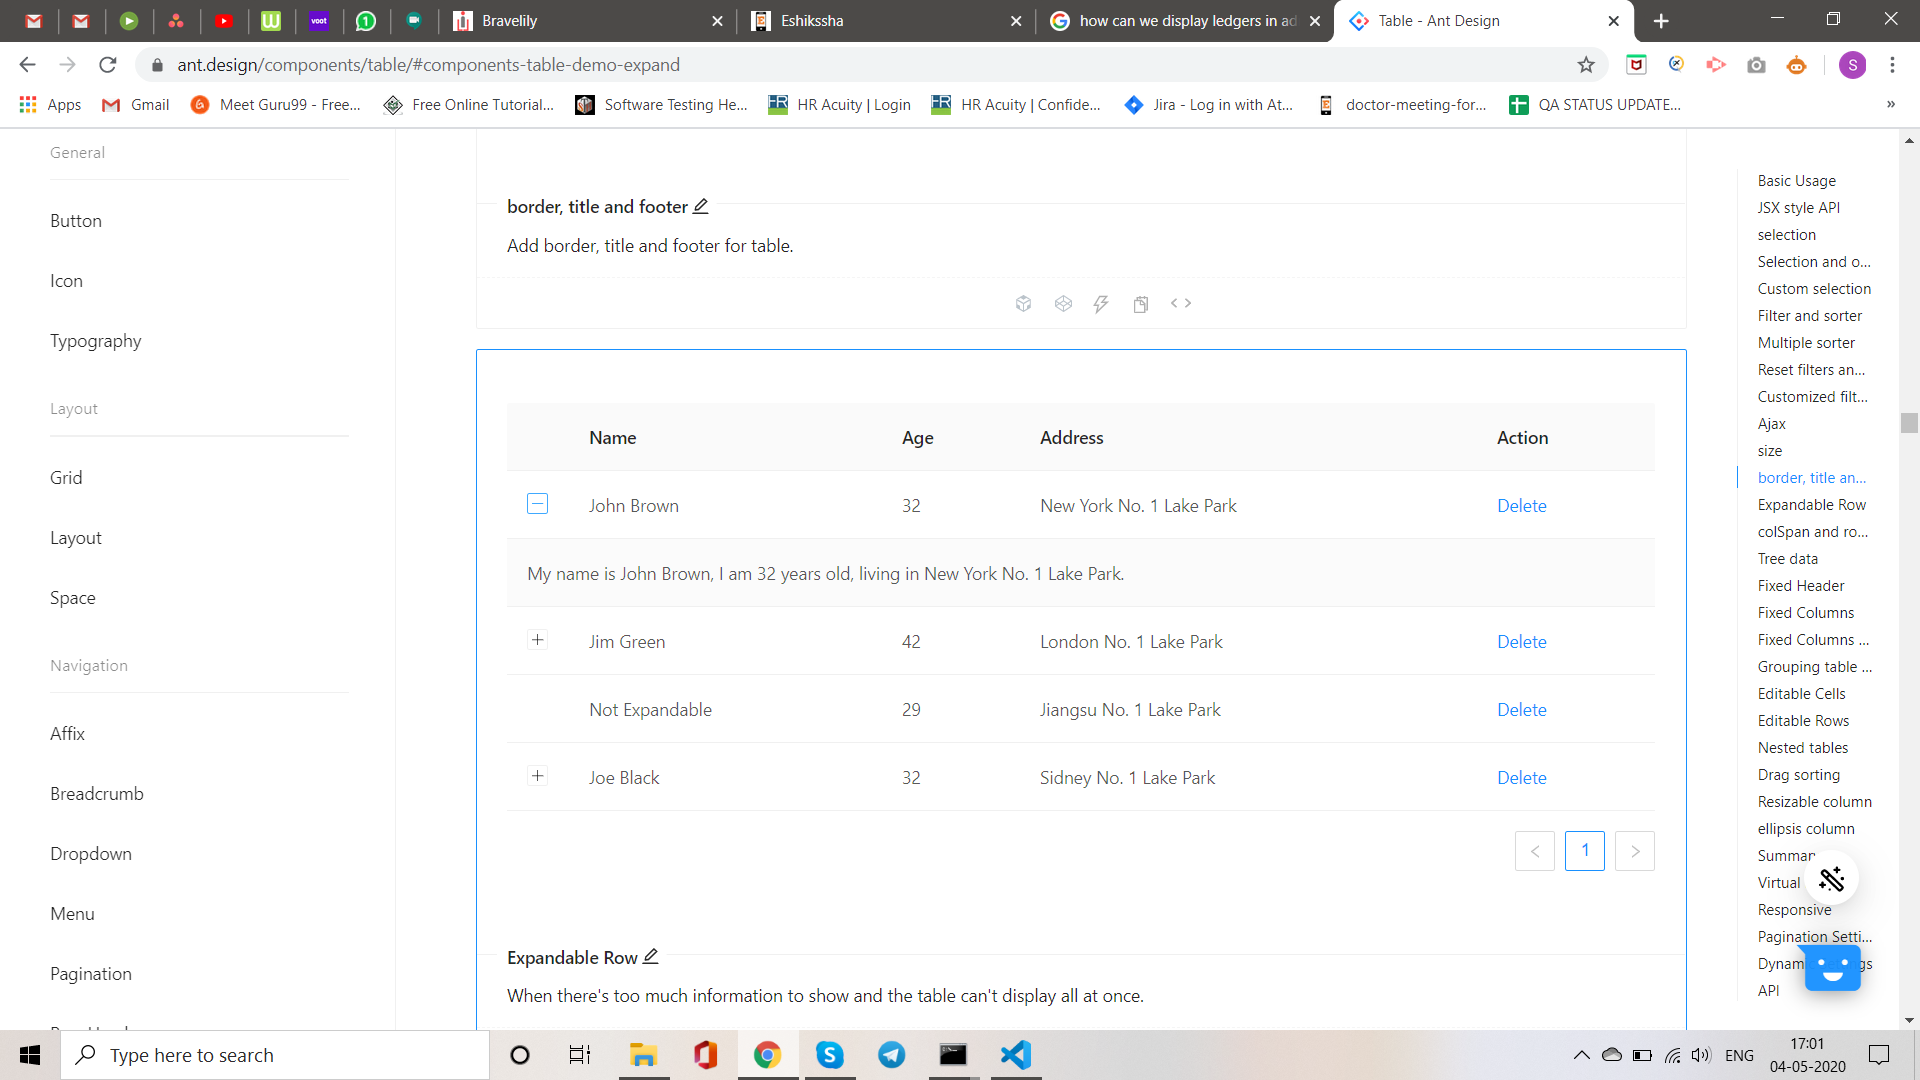 Bravelily
Eshikssha
how can we display ledgers in ad
Table - Ant Design
ant.design/components/table/#components-table-demo-expand
S
Apps
Gmail
Meet Guru99 - Free...
Free Online Tutorial...
Software Testing He...
HR Acuity | Login
HR Acuity | Confide...
Jira - Log in with At...
doctor-meeting-for...
QA STATUS UPDATE...
»
General
Button
Icon
Typography
Layout
Grid
Layout
Space
Navigation
Affix
Breadcrumb
Dropdown
Menu
Pagination
border, title and footer
Add border, title and footer for table.
Name Age Address Action
John Brown 32 New York No. 1 Lake Park Delete
My name is John Brown, I am 32 years old, living in New York No. 1 Lake Park.
Jim Green 42 London No. 1 Lake Park Delete
Not Expandable 29 Jiangsu No. 1 Lake Park Delete
Joe Black 32 Sidney No. 1 Lake Park Delete
< 1 >
Expandable Row
When there's too much information to show and the table can't display all at once.
Basic Usage
JSX style API
selection
Selection and o...
Custom selection
Filter and sorter
Multiple sorter
Reset filters an...
Customized filt...
Ajax
size
border, title an...
Expandable Row
colSpan and ro...
Tree data
Fixed Header
Fixed Columns
Fixed Columns ...
Grouping table ...
Editable Cells
Editable Rows
Nested tables
Drag sorting
Resizable column
ellipsis column
Virtual
Responsive
Pagination Setti...
API
Type here to search
ENG
17:01
04-05-2020